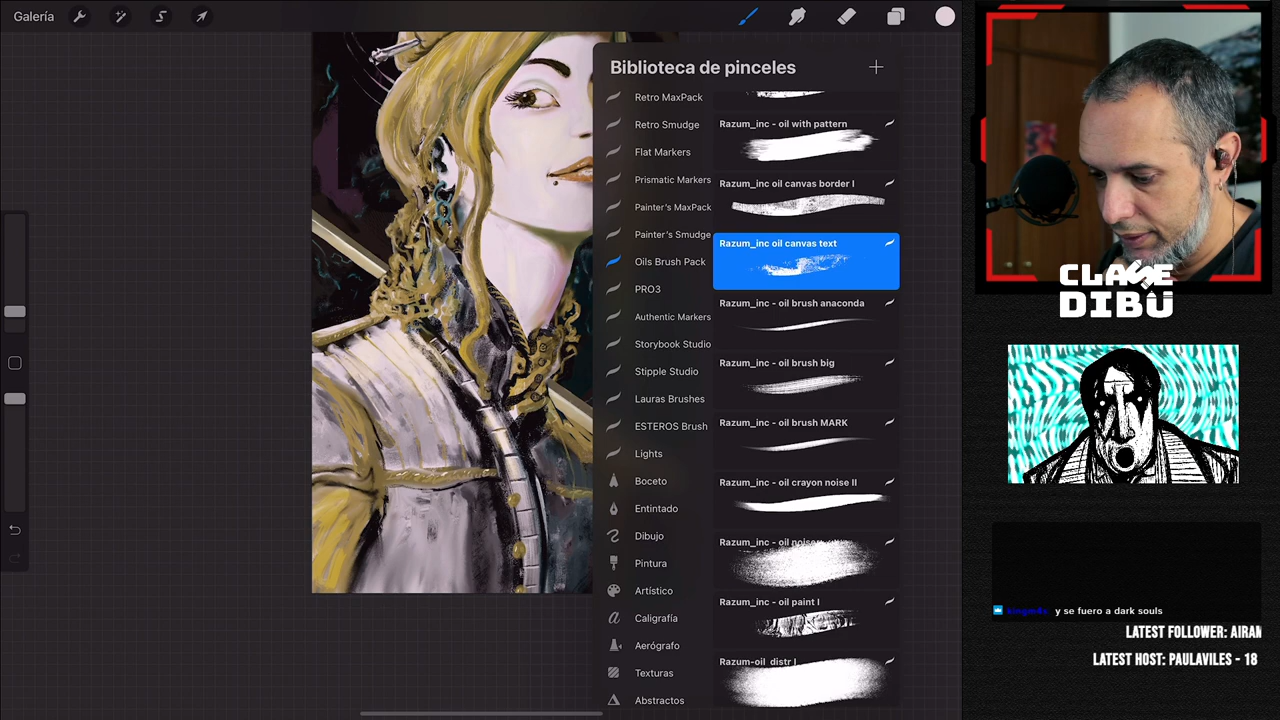 Galería
Biblioteca de pinceles
Retro MaxPack
Retro Smudge
Flat Markers
Prismatic Markers
Painter's MaxPack
Painter's Smudge
Oils Brush Pack
PRO3
Authentic Markers
Storybook Studio
Stipple Studio
Lauras Brushes
ESTEROS Brush
Lights
Boceto
Entintado
Dibujo
Pintura
Artístico
Caligrafía
Aerógrafo
Texturas
Abstractos
Razum_inc - oil with pattern
Razum_inc oil canvas border I
Razum_inc oil canvas text
Razum_inc - oil brush anaconda
Razum_inc - oil brush big
Razum_inc - oil brush MARK
Razum_inc - oil crayon noise II
Razum_inc - oil noise
Razum_inc - oil paint I
Razum-oil_distr I
CLASE
DIBU
y se fuero a dark souls
LATEST FOLLOWER: AIRAM
LATEST HOST: PAULAVILES - 18